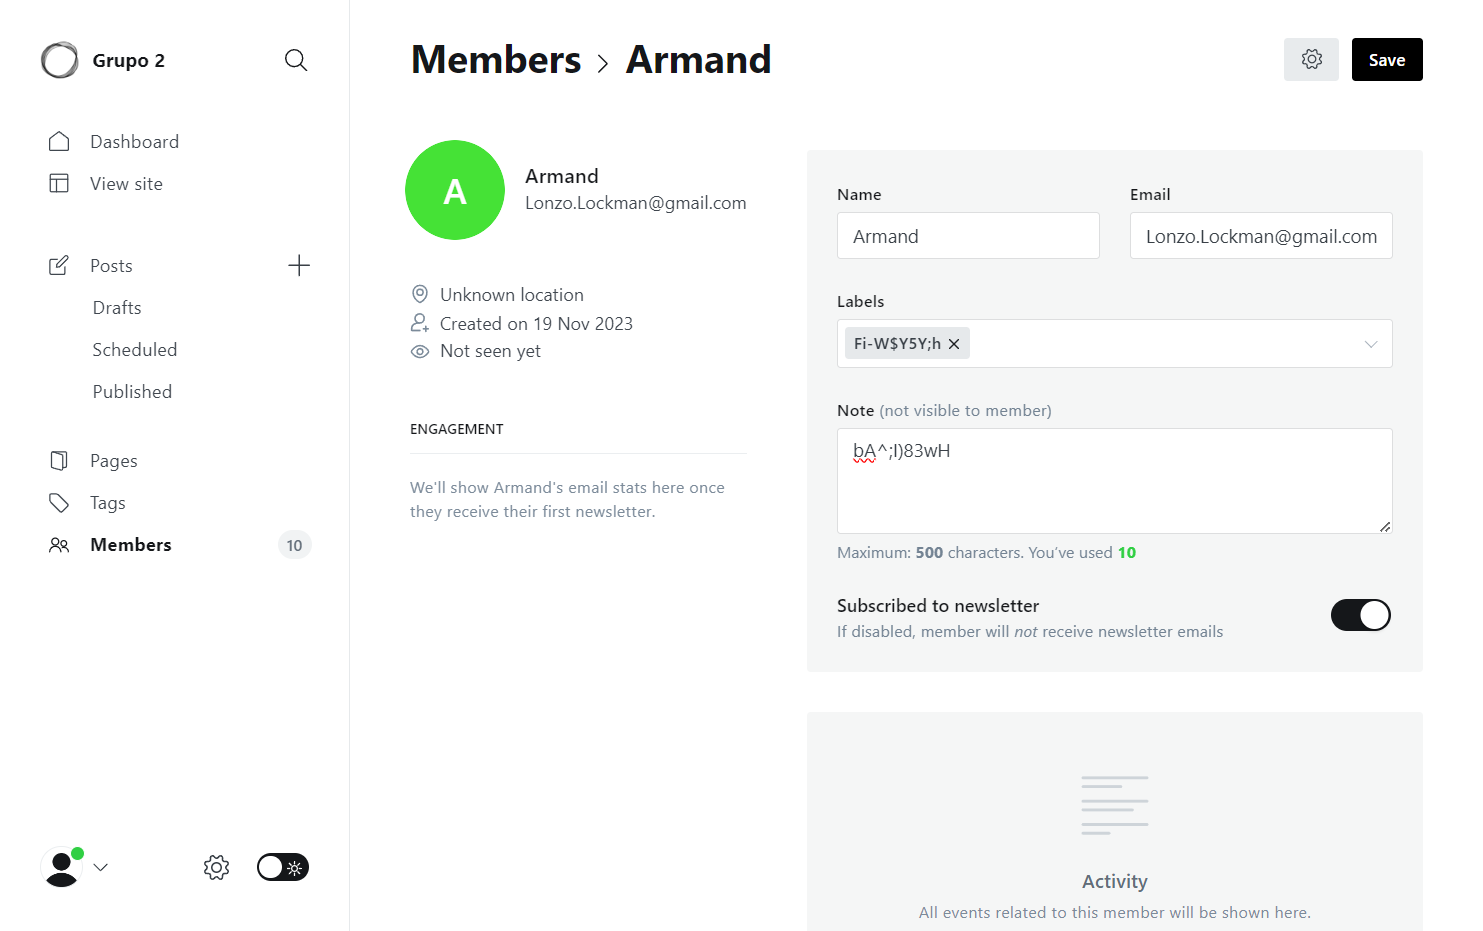 Grupo 2
Dashboard
View site
Posts
Drafts
Scheduled
Published
Pages
Tags
Members
10
Members
Armand
Save
A
Armand
Lonzo.Lockman@gmail.com
Unknown location
Created on 19 Nov 2023
Not seen yet
ENGAGEMENT
We'll show Armand's email stats here once
they receive their first newsletter.
Name
Email
Armand
Lonzo.Lockman@gmail.com
Labels
Fi-W$Y5Y;h
Note (not visible to member)
bA^;I)83wH
Maximum: 500 characters. You’ve used 10
Subscribed to newsletter
If disabled, member will not receive newsletter emails
Activity
All events related to this member will be shown here.